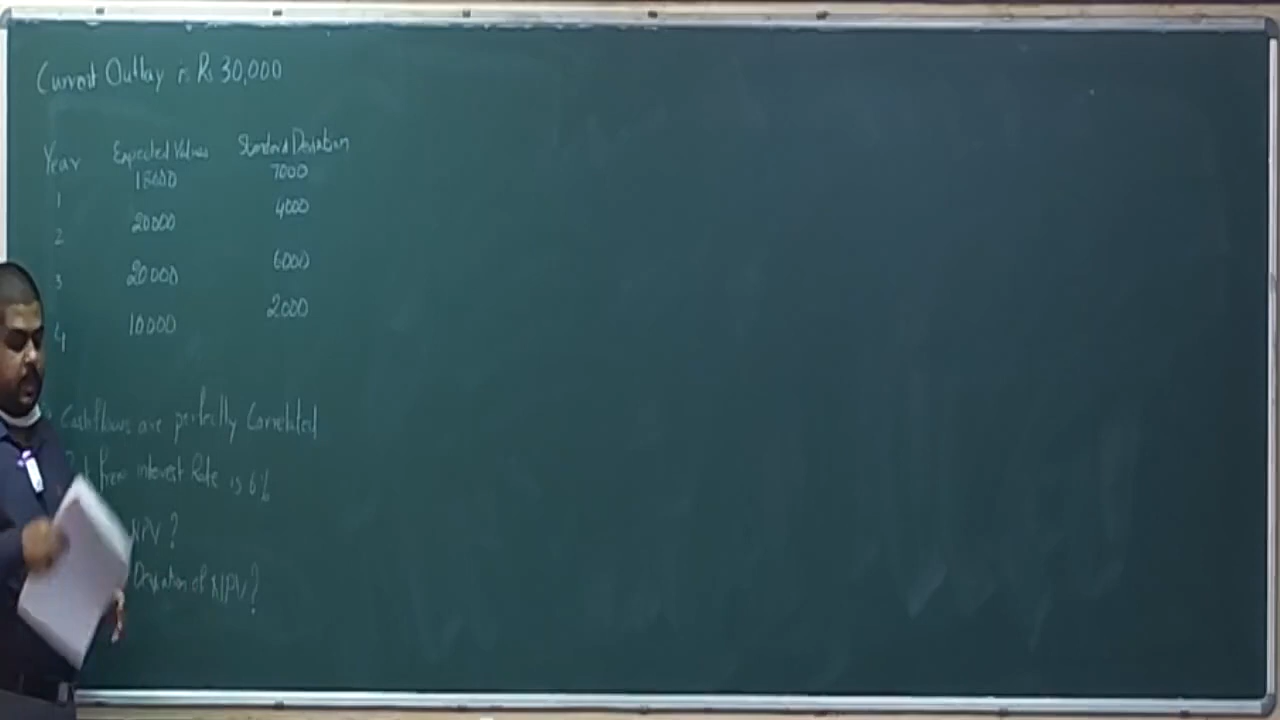 Current Outlay is Rs 30,000
Year Expected Values Standard Deviation
1 7000
2 20000 4000
3 20000 6000
4 10000 2000
Cashflows are perfectly Correlated
free interest Rate is 6%
NPV?
Deviation of NPV?